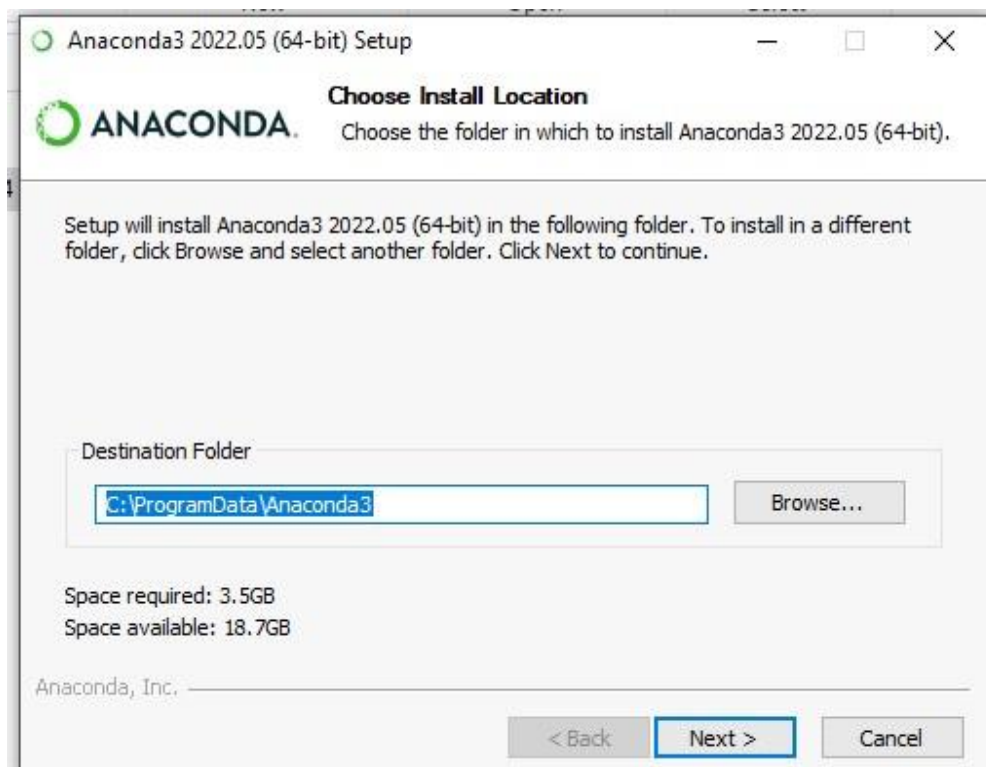 Anaconda3 2022.05 (64-bit) Setup
ANACONDA.
Choose Install Location
Choose the folder in which to install Anaconda3 2022.05 (64-bit).
Setup will install Anaconda3 2022.05 (64-bit) in the following folder. To install in a different
folder, click Browse and select another folder. Click Next to continue.
Destination Folder
C:\ProgramData\Anaconda3
Browse...
Space required: 3.5GB
Space available: 18.7GB
Anaconda, Inc.
< Back
Next >
Cancel